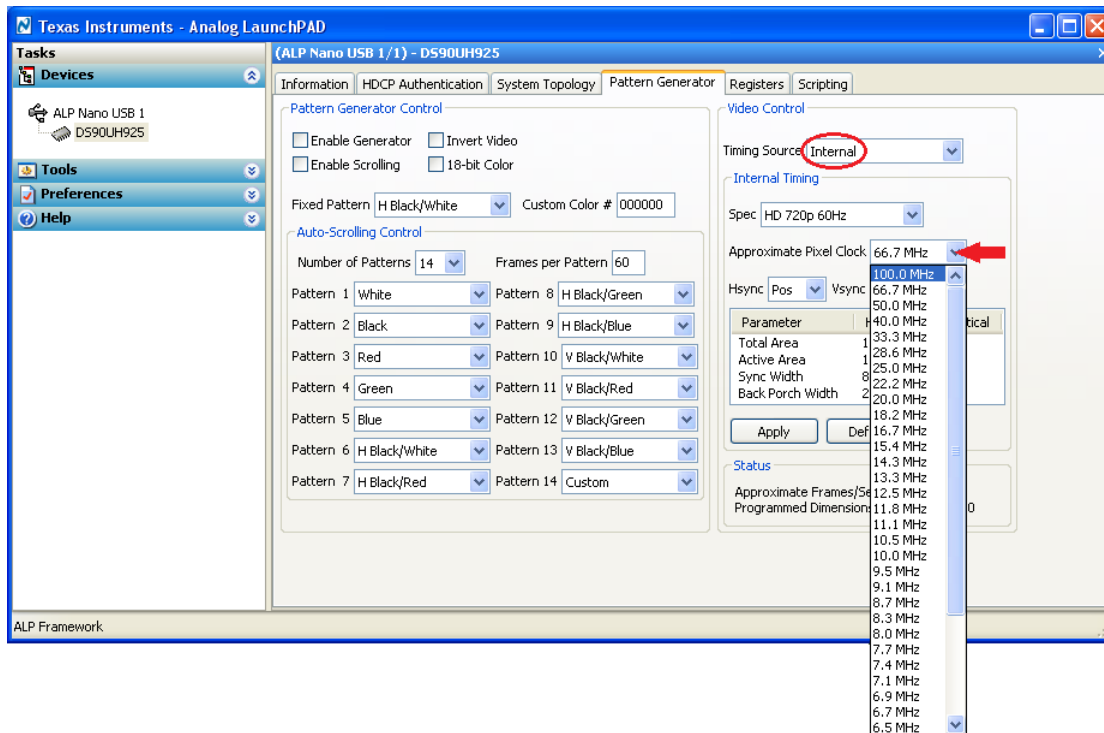 Texas Instruments - Analog LaunchPAD
Tasks
(ALP Nano USB 1/1) - DS90UH925
Devices
ALP Nano USB 1
DS90UH925
Tools
Preferences
Help
Information HDCP Authentication System Topology Pattern Generator Registers Scripting
Pattern Generator Control
Enable Generator Invert Video
Enable Scrolling 18-bit Color
Fixed Pattern H Black/White Custom Color # 000000
Auto-Scrolling Control
Number of Patterns 14 Frames per Pattern 60
Pattern 1 White Pattern 8 H Black/Green
Pattern 2 Black Pattern 9 H Black/Blue
Pattern 3 Red Pattern 10 V Black/White
Pattern 4 Green Pattern 11 V Black/Red
Pattern 5 Blue Pattern 12 V Black/Green
Pattern 6 H Black/White Pattern 13 V Black/Blue
Pattern 7 H Black/Red Pattern 14 Custom
Video Control
Timing Source Internal
Internal Timing
Spec HD 720p 60Hz
Approximate Pixel Clock 66.7 MHz
Hsync Pos Vsync
Parameter
Total Area
Active Area
Sync Width
Back Porch Width
Apply
Status
Approximate
Programmed
100.0 MHz
66.7 MHz
50.0 MHz
40.0 MHz
33.3 MHz
28.6 MHz
25.0 MHz
22.2 MHz
20.0 MHz
18.2 MHz
16.7 MHz
15.4 MHz
14.3 MHz
13.3 MHz
12.5 MHz
11.8 MHz
11.1 MHz
10.5 MHz
10.0 MHz
9.5 MHz
9.1 MHz
8.7 MHz
8.3 MHz
8.0 MHz
7.7 MHz
7.4 MHz
7.1 MHz
6.9 MHz
6.7 MHz
6.5 MHz
ALP Framework